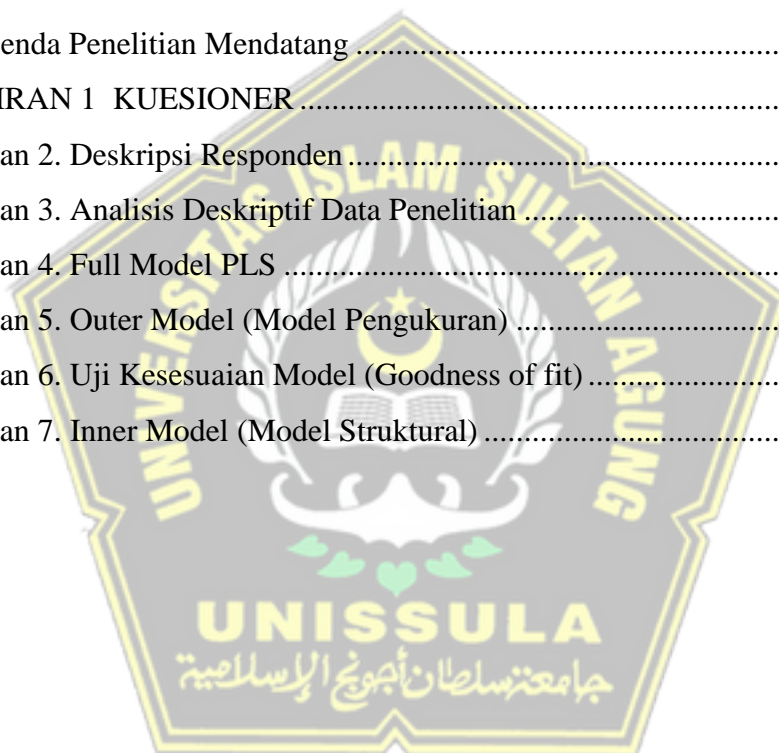 enda Penelitian Mendatang ................................................
IRAN 1 KUESIONER ................................................
an 2. Deskripsi Responden ................................................
an 3. Analisis Deskriptif Data Penelitian ................................................
an 4. Full Model PLS ................................................
an 5. Outer Model (Model Pengukuran) ................................................
an 6. Uji Kesesuaian Model (Goodness of fit) ................................................
an 7. Inner Model (Model Struktural) ................................................
UNIVERSITAS ISLAM SULTAN AGUNG
UNISSULA
جامعتنسلطان أجونج الإسلامية